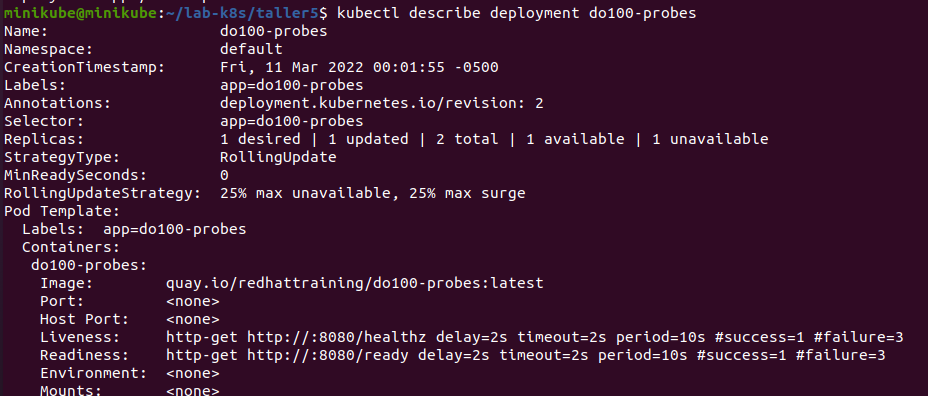 minikube@minikube:~/lab-k8s/taller5$ kubectl describe deployment do100-probes
Name:                   do100-probes
Namespace:              default
CreationTimestamp:      Fri, 11 Mar 2022 00:01:55 -0500
Labels:                 app=do100-probes
Annotations:            deployment.kubernetes.io/revision: 2
Selector:               app=do100-probes
Replicas:               1 desired | 1 updated | 2 total | 1 available | 1 unavailable
StrategyType:           RollingUpdate
MinReadySeconds:        0
RollingUpdateStrategy:  25% max unavailable, 25% max surge
Pod Template:
  Labels:  app=do100-probes
  Containers:
   do100-probes:
    Image:        quay.io/redhattraining/do100-probes:latest
    Port:         <none>
    Host Port:    <none>
    Liveness:     http-get http://:8080/healthz delay=2s timeout=2s period=10s #success=1 #failure=3
    Readiness:    http-get http://:8080/ready delay=2s timeout=2s period=10s #success=1 #failure=3
    Environment:  <none>
    Mounts:       <none>